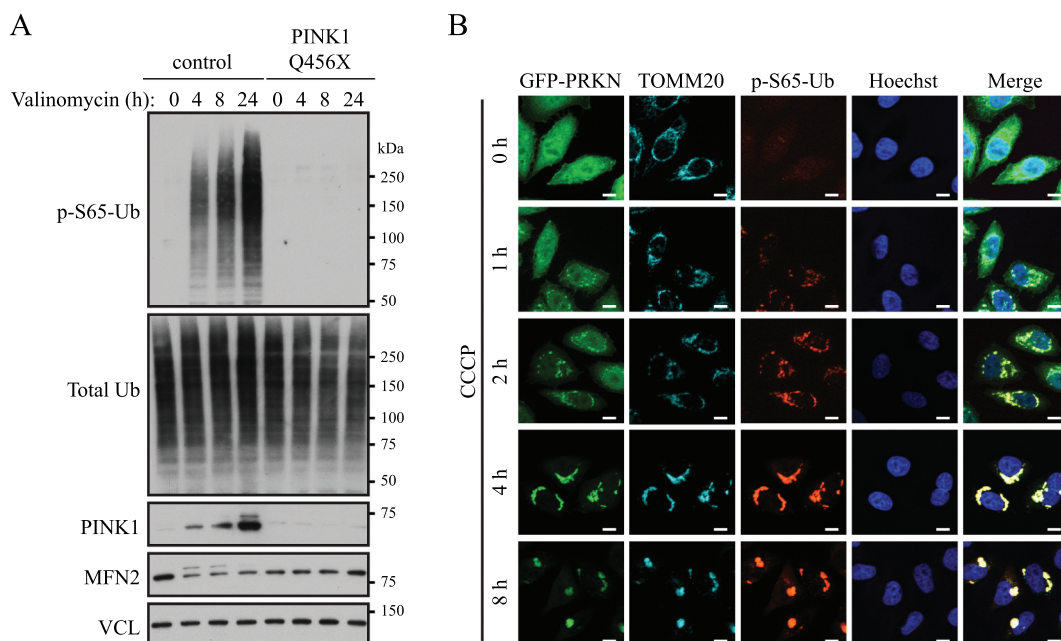 A
PINK1
control Q456X
Valinomycin (h): 0 4 8 24 0 4 8 24
kDa
p-S65-Ub
250
150
100
75
50
Total Ub
250
150
100
75
50
PINK1
75
MFN2
75
VCL
150
B
GFP-PRKN TOMM20 p-S65-Ub Hoechst Merge
CCCP
0 h
1 h
2 h
4 h
8 h